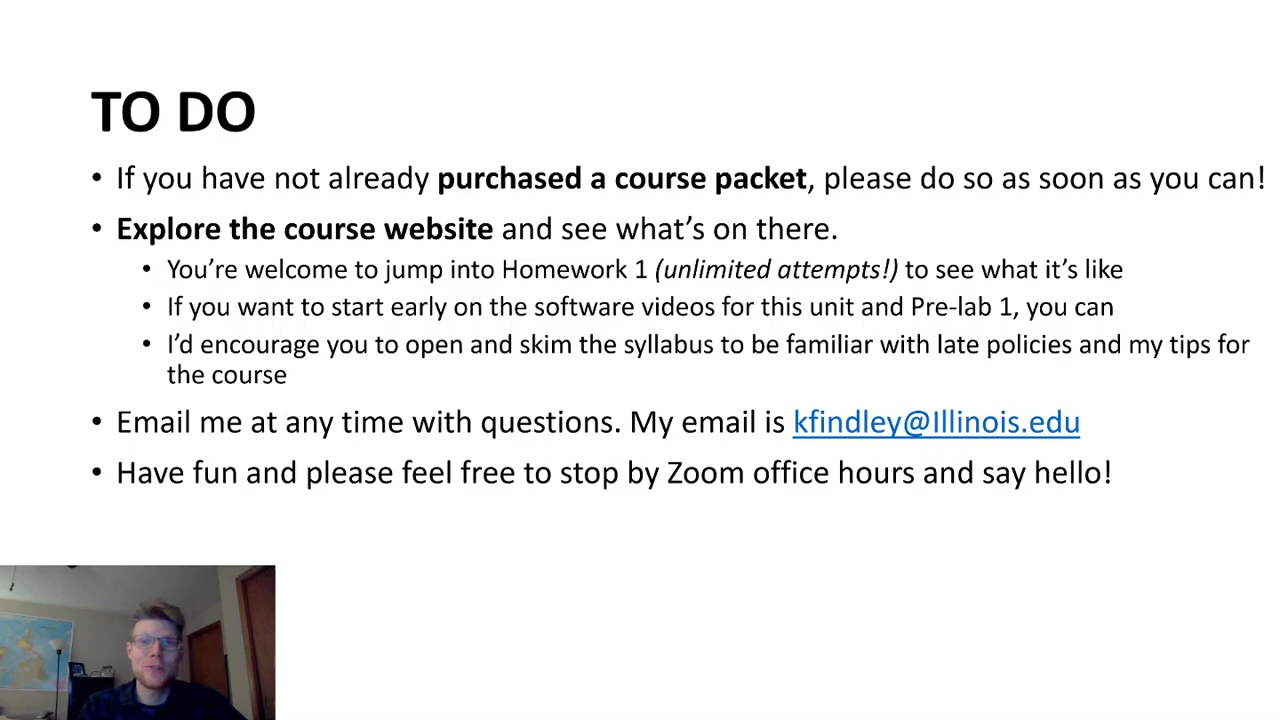 TO DO
• If you have not already purchased a course packet, please do so as soon as you can!
• Explore the course website and see what’s on there.
• You’re welcome to jump into Homework 1 (unlimited attempts!) to see what it’s like
• If you want to start early on the software videos for this unit and Pre-lab 1, you can
• I’d encourage you to open and skim the syllabus to be familiar with late policies and my tips for
the course
• Email me at any time with questions. My email is kfindley@Illinois.edu
• Have fun and please feel free to stop by Zoom office hours and say hello!